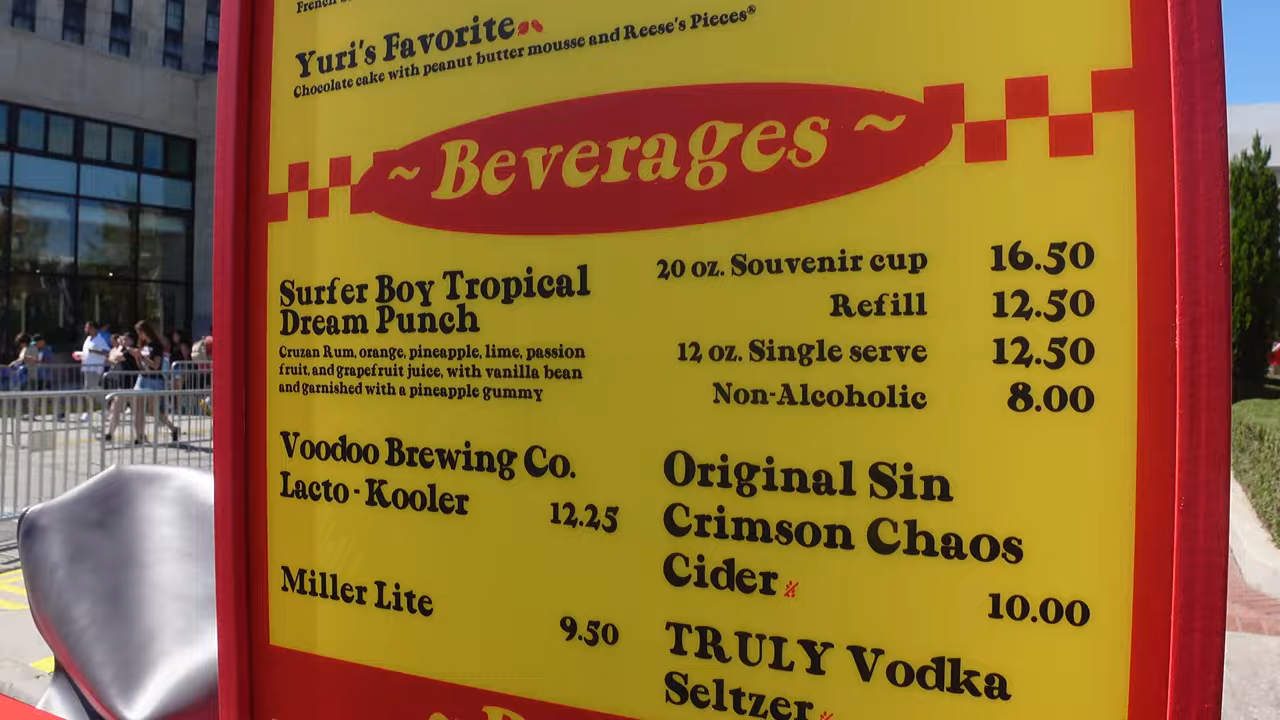 French
Yuri's Favorite
Chocolate cake with peanut butter mousse and Reese's Pieces®
~ Beverages ~
Surfer Boy Tropical
Dream Punch
Cruzan Rum, orange, pineapple, lime, passion
fruit, and grapefruit juice, with vanilla bean
and garnished with a pineapple gummy
20 oz. Souvenir cup 16.50
Refill 12.50
12 oz. Single serve 12.50
Non-Alcoholic 8.00
Voodoo Brewing Co.
Lacto-Kooler
12.25
Miller Lite
9.50
Original Sin
Crimson Chaos
Cider
10.00
TRULY Vodka
Seltzer